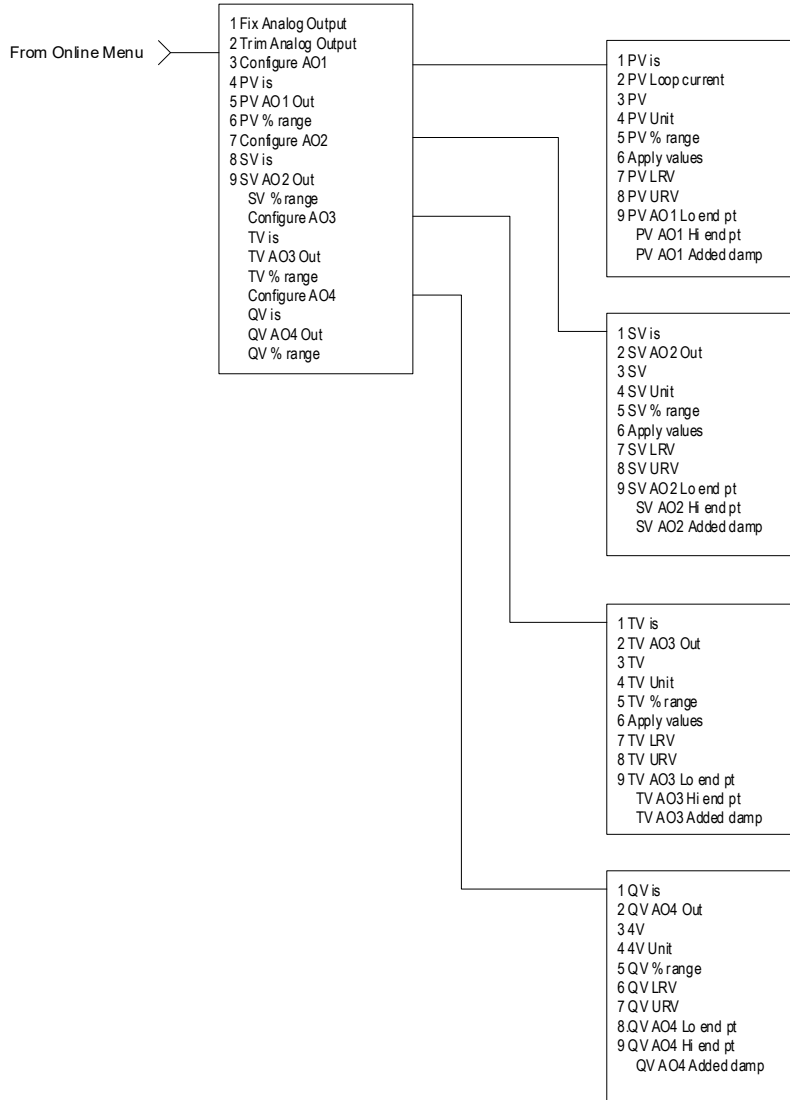 From Online Menu
1 Fix Analog Output
2 Trim Analog Output
3 Configure AO1
4 PV is
5 PV AO1 Out
6 PV % range
7 Configure AO2
8 SV is
9 SV AO2 Out
SV % range
Configure AO3
TV is
TV AO3 Out
TV % range
Configure AO4
QV is
QV AO4 Out
QV % range
1 PV is
2 PV Loop current
3 PV
4 PV Unit
5 PV % range
6 Apply values
7 PV LRV
8 PV URV
9 PV AO1 Lo end pt
PV AO1 Hi end pt
PV AO1 Added damp
1 SV is
2 SV AO2 Out
3 SV
4 SV Unit
5 SV % range
6 Apply values
7 SV LRV
8 SV URV
9 SV AO2 Lo end pt
SV AO2 Hi end pt
SV AO2 Added damp
1 TV is
2 TV AO3 Out
3 TV
4 TV Unit
5 TV % range
6 Apply values
7 TV LRV
8 TV URV
9 TV AO3 Lo end pt
TV AO3 Hi end pt
TV AO3 Added damp
1 QV is
2 QV AO4 Out
3 4V
4 4V Unit
5 QV % range
6 QV LRV
7 QV URV
8.QV AO4 Lo end pt
9 QV AO4 Hi end pt
QV AO4 Added damp